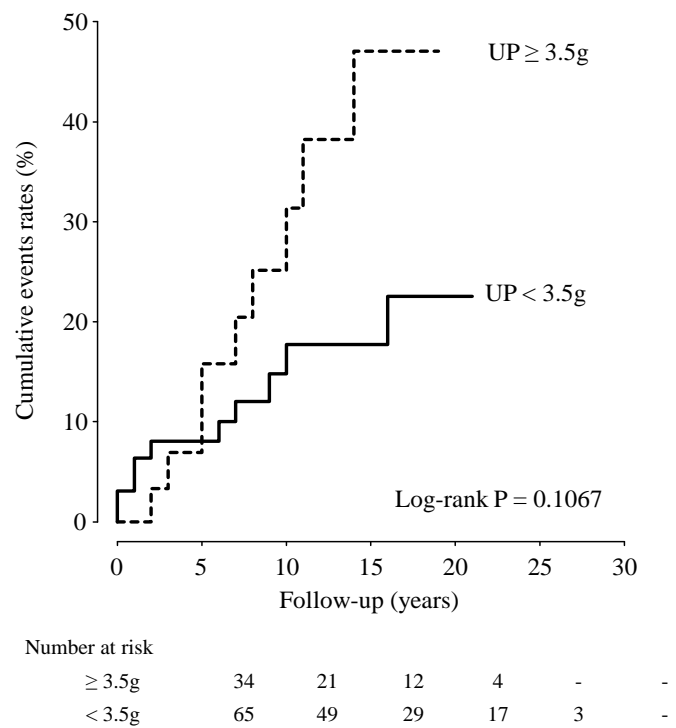 50
UP ≥ 3.5g
40
30
UP < 3.5g
20
10
Log-rank P = 0.1067
0
Cumulative events rates (%)
0 5 10 15 20 25 30
Follow-up (years)
Number at risk
≥ 3.5g 34 21 12 4 - -
< 3.5g 65 49 29 17 3 -